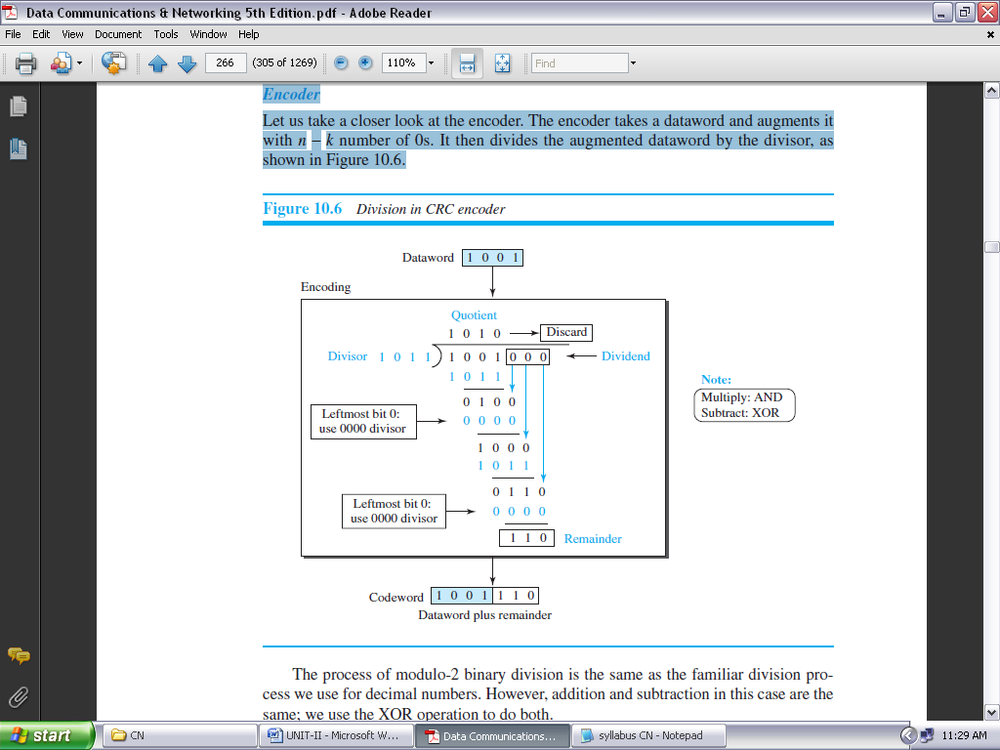 Data Communications & Networking 5th Edition.pdf - Adobe Reader
File Edit View Document Tools Window Help
266 (305 of 1269) 110% Find
Encoder
Let us take a closer look at the encoder. The encoder takes a dataword and augments it
with n – k number of 0s. It then divides the augmented dataword by the divisor, as
shown in Figure 10.6.
Figure 10.6 Division in CRC encoder
Dataword 1 0 0 1
Encoding
Quotient
1 0 1 0 Discard
Divisor 1 0 1 1 1 0 0 1 0 0 0 Dividend
1 0 1 1
0 1 0 0
Leftmost bit 0:
use 0000 divisor
0 0 0 0
1 0 0 0
1 0 1 1
0 1 1 0
Leftmost bit 0:
use 0000 divisor
0 0 0 0
1 1 0 Remainder
Note:
Multiply: AND
Subtract: XOR
Codeword 1 0 0 1 1 1 0
Dataword plus remainder
The process of modulo-2 binary division is the same as the familiar division pro-
cess we use for decimal numbers. However, addition and subtraction in this case are the
same; we use the XOR operation to do both.
start CN UNIT-II - Microsoft W... Data Communications... syllabus CN - Notepad 11:29 AM